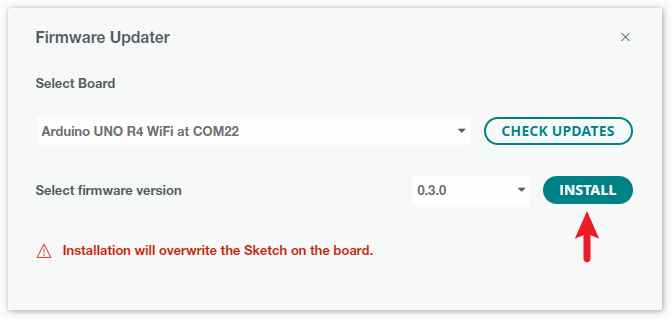 Firmware Updater
Select Board
Arduino UNO R4 WiFi at COM22
CHECK UPDATES
Select firmware version
0.3.0
INSTALL
Installation will overwrite the Sketch on the board.